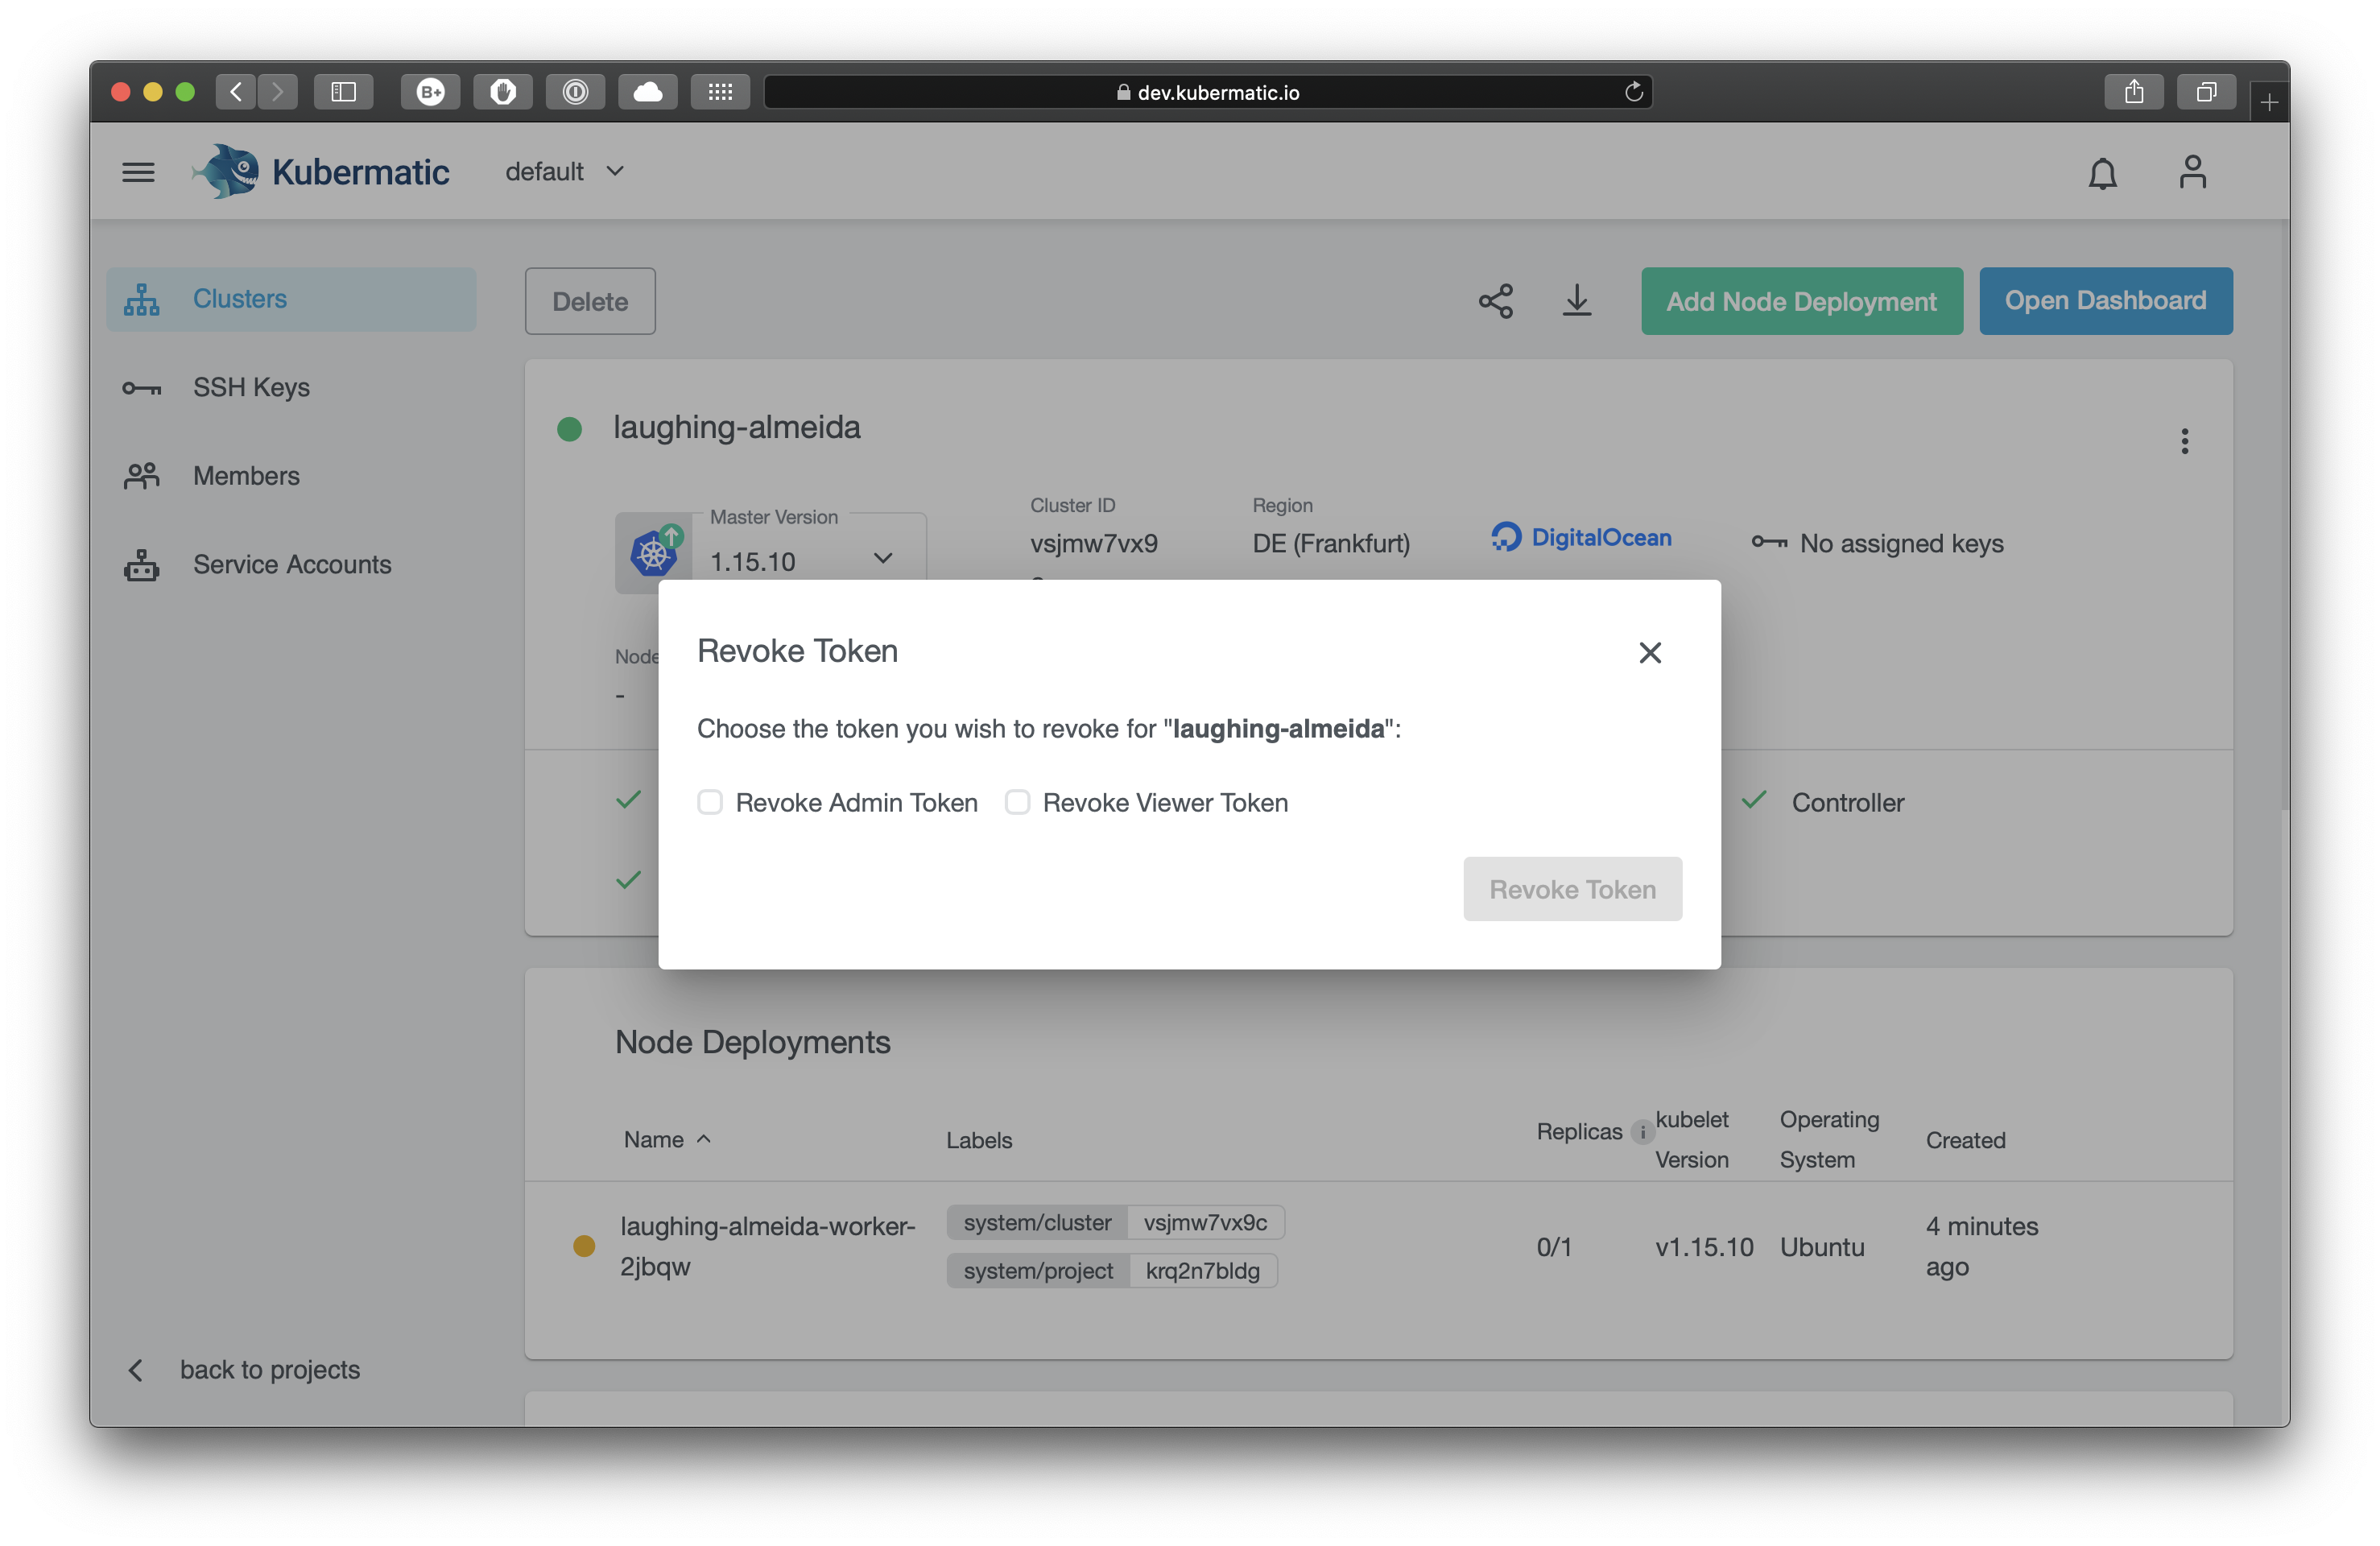 B+
dev.kubermatic.io
Kubermatic
default
Clusters
SSH Keys
Members
Service Accounts
back to projects
Delete
Add Node Deployment
Open Dashboard
laughing-almeida
Master Version
1.15.10
Cluster ID
vsjmw7vx9
Region
DE (Frankfurt)
DigitalOcean
No assigned keys
Node
-
Controller
Revoke Token
Choose the token you wish to revoke for "laughing-almeida":
Revoke Admin Token
Revoke Viewer Token
Revoke Token
Node Deployments
Name
Labels
Replicas
kubelet
Version
Operating
System
Created
laughing-almeida-worker-
2jbqw
system/cluster vsjmw7vx9c
system/project krq2n7bldg
0/1
v1.15.10
Ubuntu
4 minutes
ago